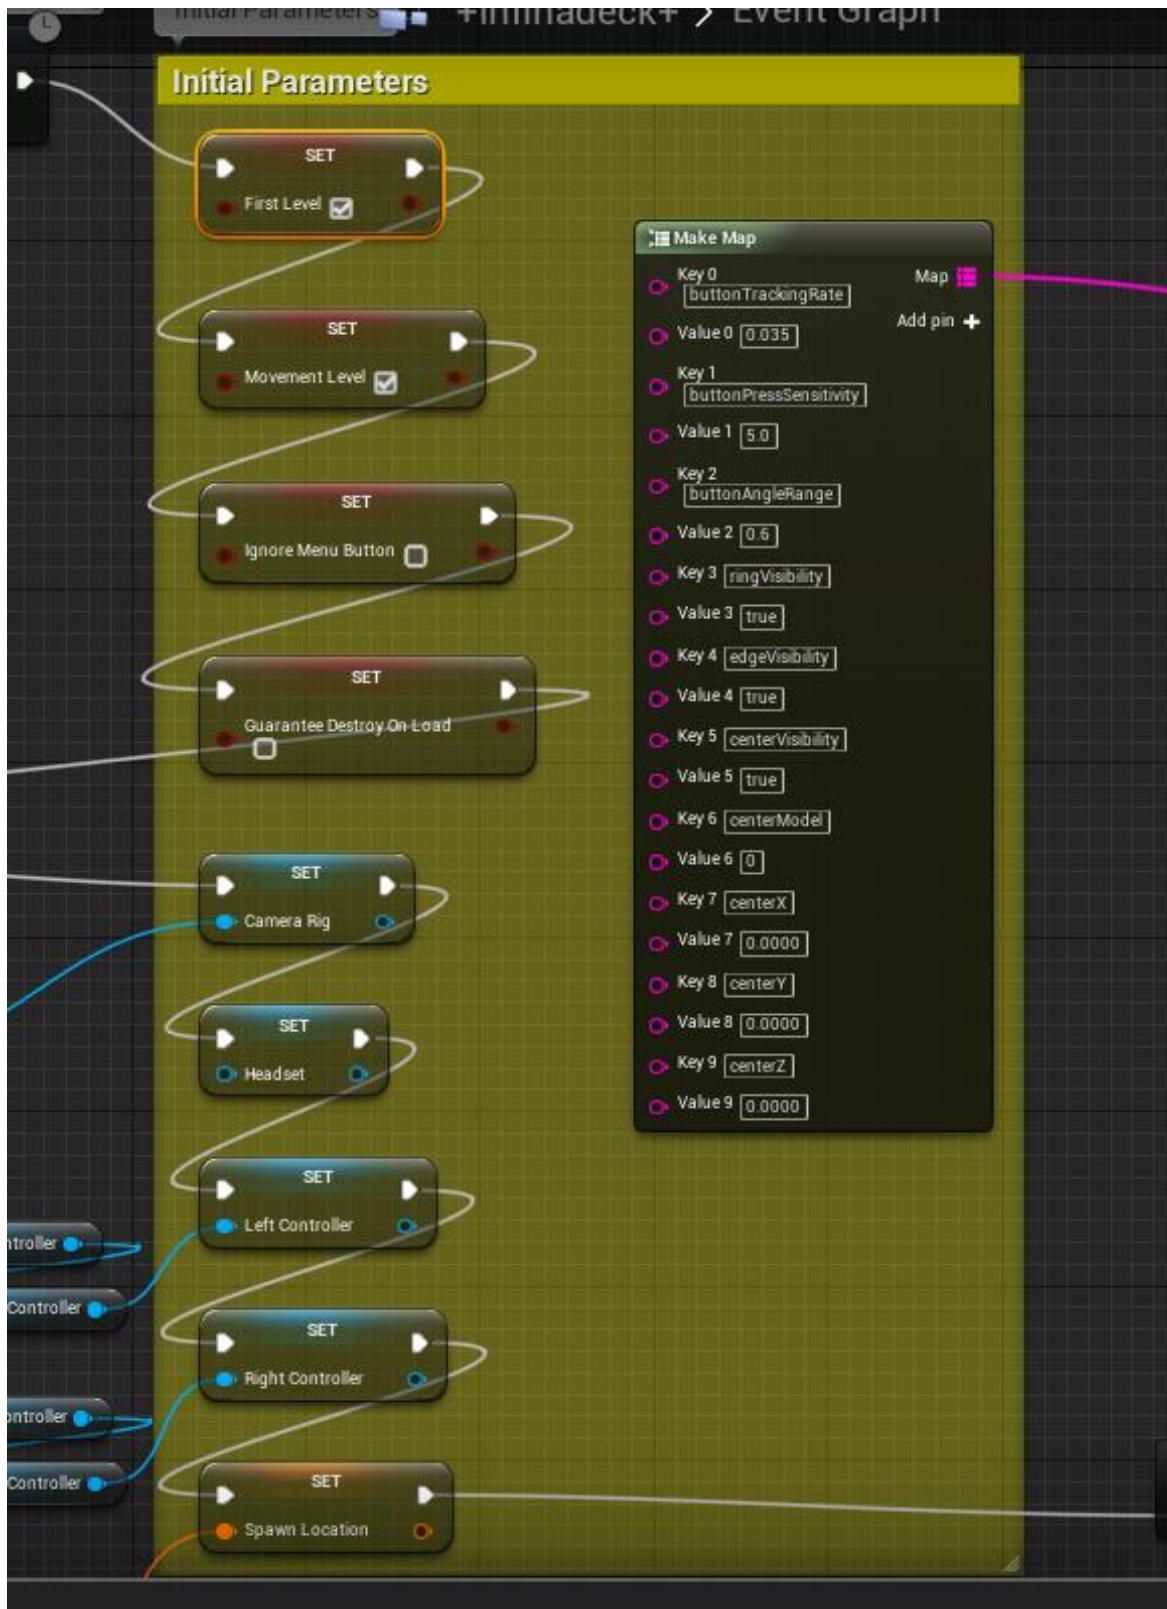 Initial Parameters
+infinadeck+ > Event Graph
Initial Parameters
SET
First Level
SET
Movement Level
SET
Ignore Menu Button
SET
Guarantee Destroy On Load
SET
Camera Rig
SET
Headset
SET
Left Controller
SET
Right Controller
SET
Spawn Location
ntroller
Controller
ontroller
Controller
Make Map
Key 0
buttonTrackingRate
Map
Add pin +
Value 0 0.035
Key 1
buttonPressSensitivity
Value 1 5.0
Key 2
buttonAngleRange
Value 2 0.6
Key 3 ringVisibility
Value 3 true
Key 4 edgeVisibility
Value 4 true
Key 5 centerVisibility
Value 5 true
Key 6 centerModel
Value 6 0
Key 7 centerX
Value 7 0.0000
Key 8 centerY
Value 8 0.0000
Key 9 centerZ
Value 9 0.0000